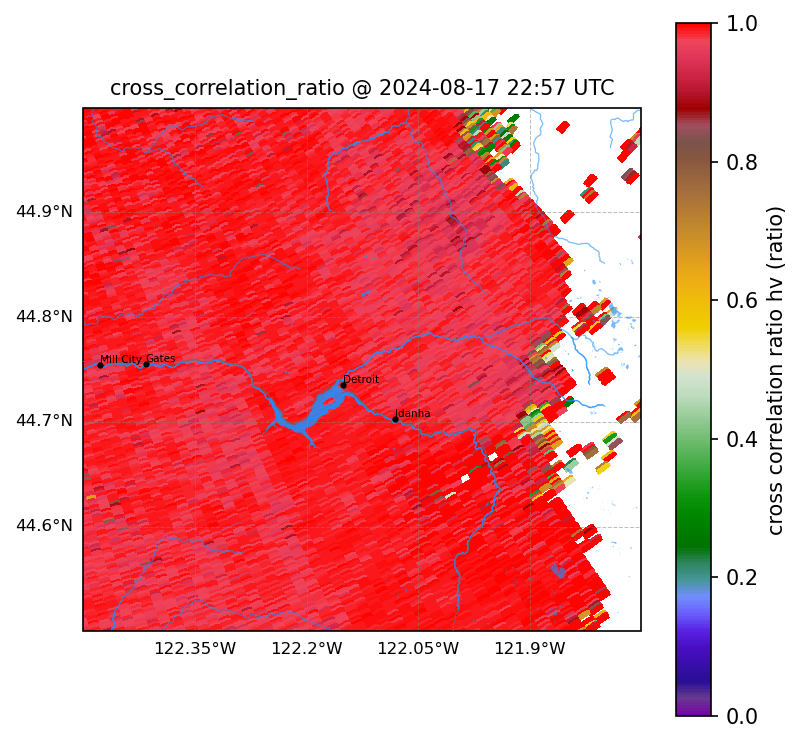 cross_correlation_ratio @ 2024-08-17 22:57 UTC
1.0
0.8
0.6
0.4
0.2
0.0
cross correlation ratio hv (ratio)
44.9°N
44.8°N
44.7°N
44.6°N
Mill City
Gates
Detroit
Idanha
122.35°W
122.2°W
122.05°W
121.9°W